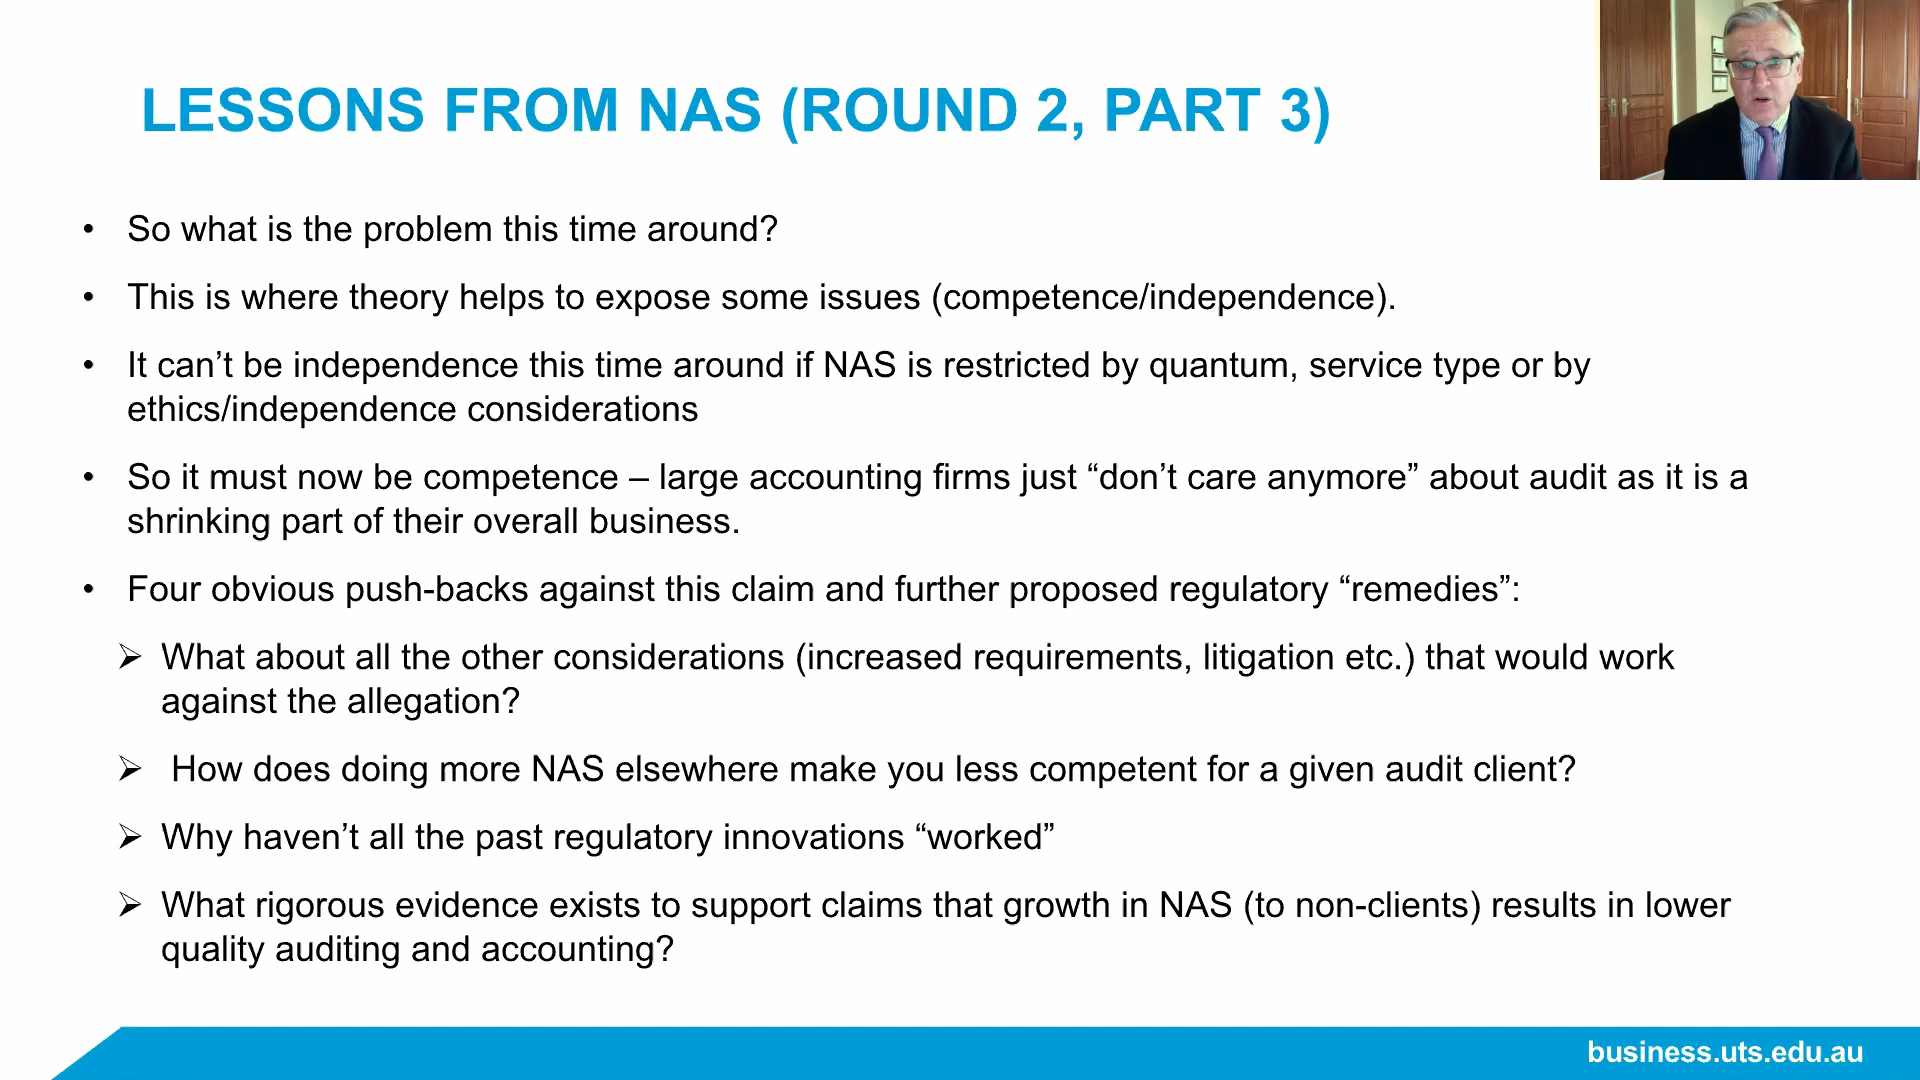 LESSONS FROM NAS (ROUND 2, PART 3)
• So what is the problem this time around?
• This is where theory helps to expose some issues (competence/independence).
• It can’t be independence this time around if NAS is restricted by quantum, service type or by
ethics/independence considerations
• So it must now be competence – large accounting firms just “don’t care anymore” about audit as it is a
shrinking part of their overall business.
• Four obvious push-backs against this claim and further proposed regulatory “remedies”:
➢ What about all the other considerations (increased requirements, litigation etc.) that would work
against the allegation?
➢ How does doing more NAS elsewhere make you less competent for a given audit client?
➢ Why haven’t all the past regulatory innovations “worked”
➢ What rigorous evidence exists to support claims that growth in NAS (to non-clients) results in lower
quality auditing and accounting?
business.uts.edu.au